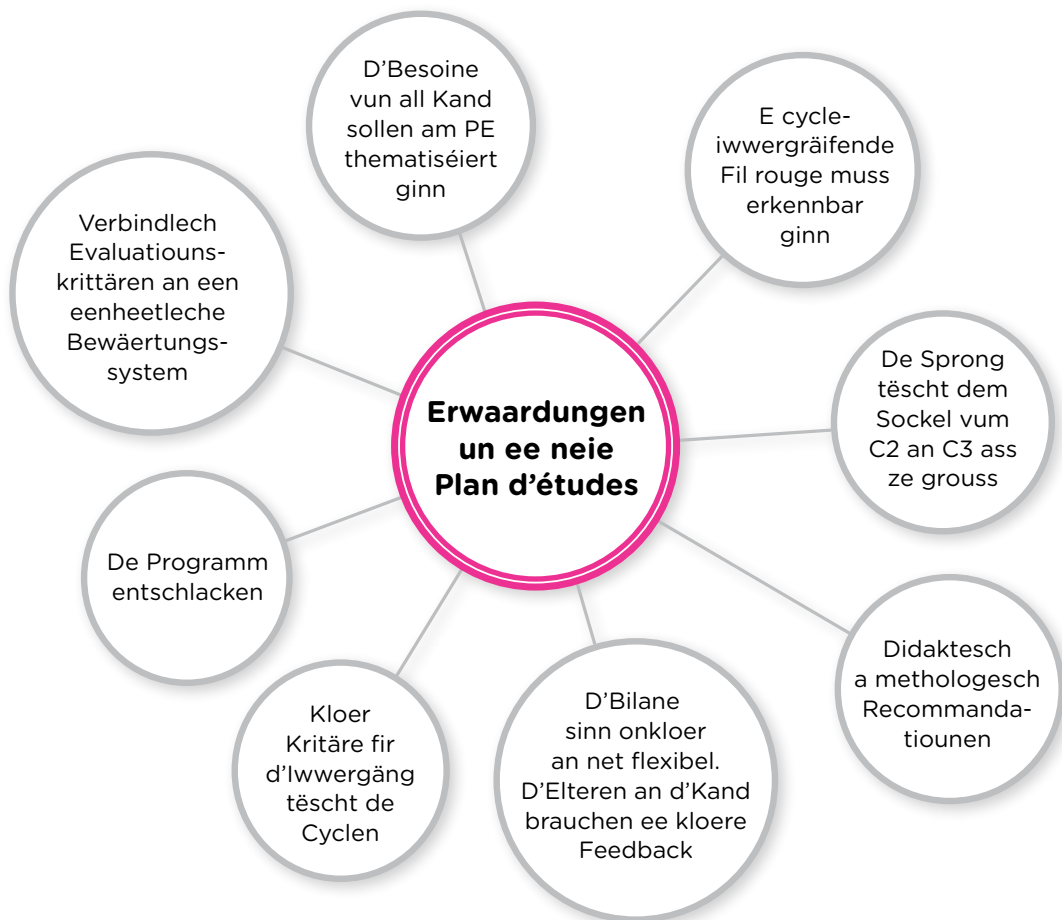 D'Besoine
vun all Kand
sollen am PE
thematiséiert
ginn
E cycle-
iwwergräifende
Fil rouge muss
erkennbar
ginn
Verbindlech
Evaluatiouns-
krittären an een
eenheetleche
Bewäertungs-
system
De Sprong
tëscht dem
Sockel vum
C2 an C3 ass
ze grouss
Erwaardungen
un ee neie
Plan d'études
De Programm
entschlacken
Didaktesch
a methologesch
Recommanda-
tiounen
Kloer
Kritäre fir
d'Iwwergäng
tëscht de
Cyclen
D'Bilane
sinn onkloer
an net flexibel.
D'Elteren an d'Kand
brauchen ee kloere
Feedback